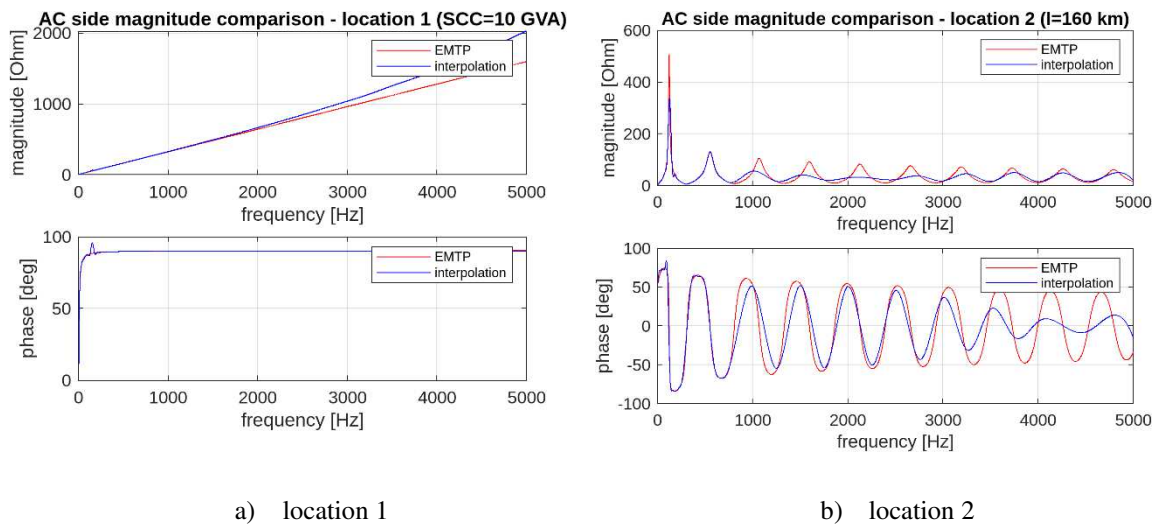 AC side magnitude comparison - location 1 (SCC=10 GVA)
2000
1000
0
magnitude [Ohm]
EMTP
interpolation
0 1000 2000 3000 4000 5000
frequency [Hz]
100
50
0
phase [deg]
EMTP
interpolation
0 1000 2000 3000 4000 5000
frequency [Hz]
a) location 1
AC side magnitude comparison - location 2 (l=160 km)
600
400
200
0
magnitude [Ohm]
EMTP
interpolation
0 1000 2000 3000 4000 5000
frequency [Hz]
100
50
0
-50
-100
phase [deg]
EMTP
interpolation
0 1000 2000 3000 4000 5000
frequency [Hz]
b) location 2